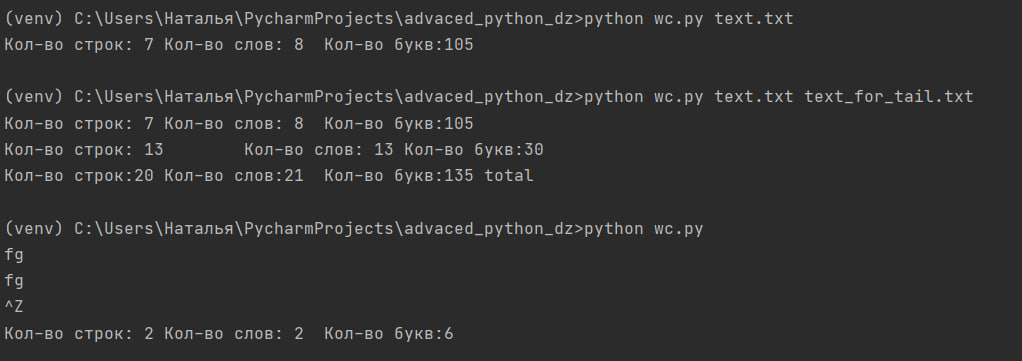 (venv) C:\Users\Наталья\PycharmProjects\advaced_python_dz>python wc.py text.txt
Кол-во строк: 7 Кол-во слов: 8  Кол-во букв:105
(venv) C:\Users\Наталья\PycharmProjects\advaced_python_dz>python wc.py text.txt text_for_tail.txt
Кол-во строк: 7 Кол-во слов: 8  Кол-во букв:105
Кол-во строк: 13        Кол-во слов: 13 Кол-во букв:30
Кол-во строк:20 Кол-во слов:21  Кол-во букв:135 total
(venv) C:\Users\Наталья\PycharmProjects\advaced_python_dz>python wc.py
fg
fg
^Z
Кол-во строк: 2 Кол-во слов: 2  Кол-во букв:6